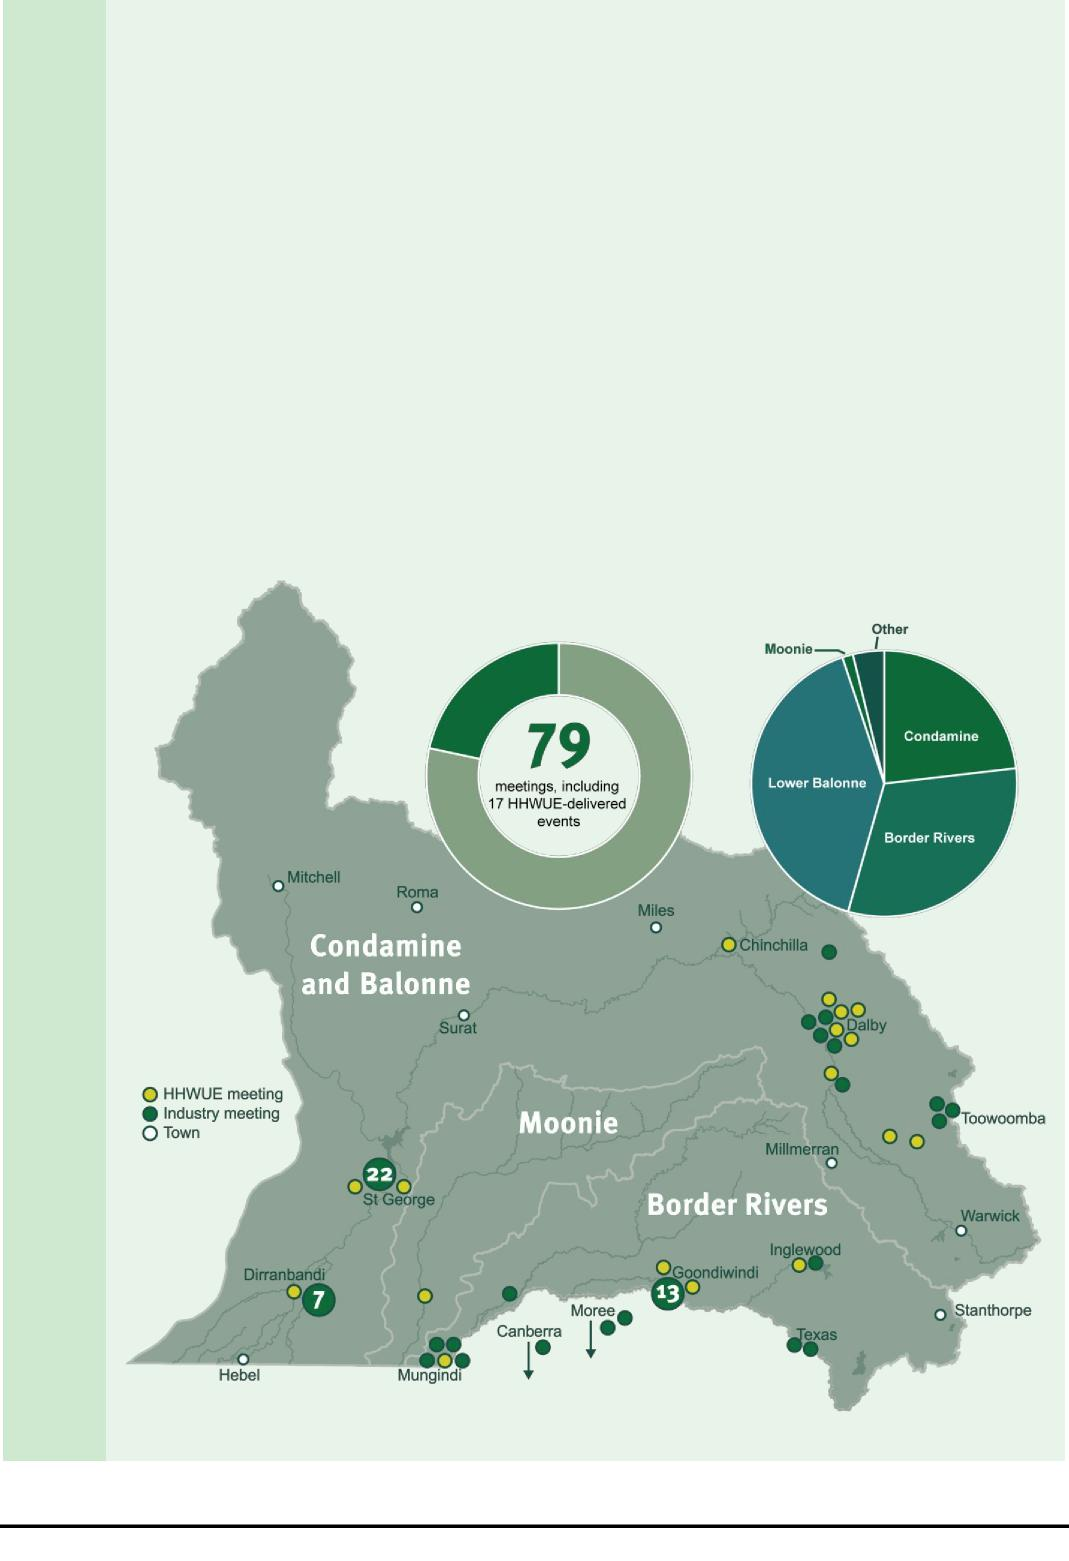 Other
Moonie
79
meetings, including
17 HHWUE-delivered
events
Condamine
Lower Balonne
Border Rivers
Mitchell
Roma
Miles
Chinchilla
Condamine
and Balonne
Surat
Dalby
HHWUE meeting
Industry meeting
Town
Moonie
Toowoomba
Millmerran
22
St George
Border Rivers
Warwick
Inglewood
Dirranbandi
7
Goondiwindi
13
Moree
Stanthorpe
Canberra
Texas
Hebel
Mungindi